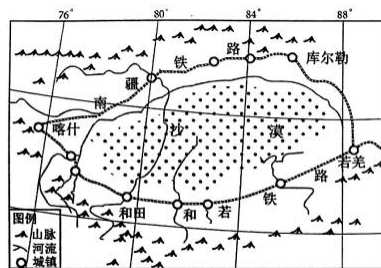 76° 80° 84° 88°
南 疆 铁 路
库尔勒
喀什
沙 漠
若羌
和田
和 若 铁 路
图例
山脉
河流
城镇